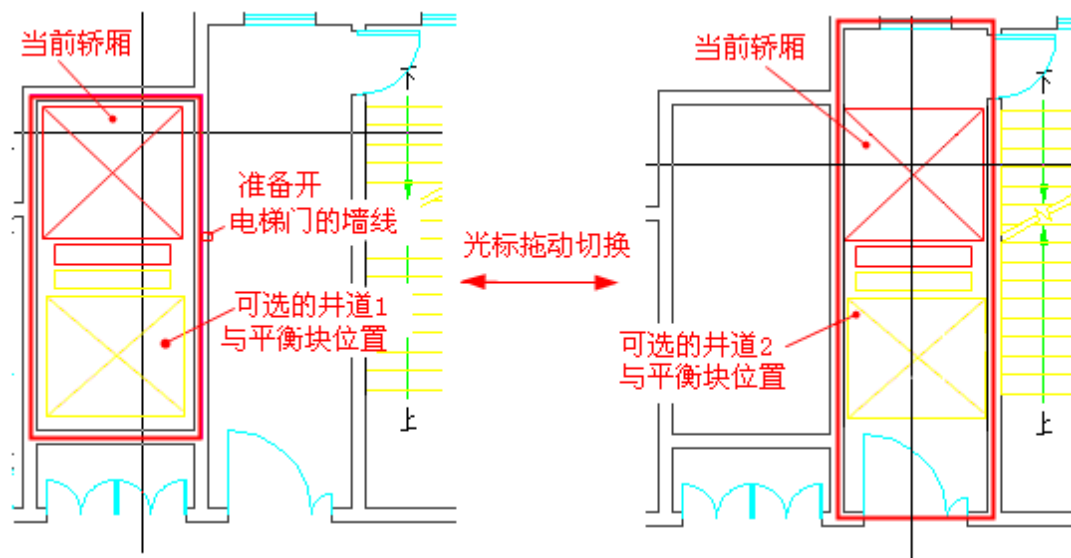 当前轿厢
准备开
电梯门的墙线
可选的井道1
与平衡块位置
下
上
光标拖动切换
当前轿厢
可选的井道2
与平衡块位置
下
上